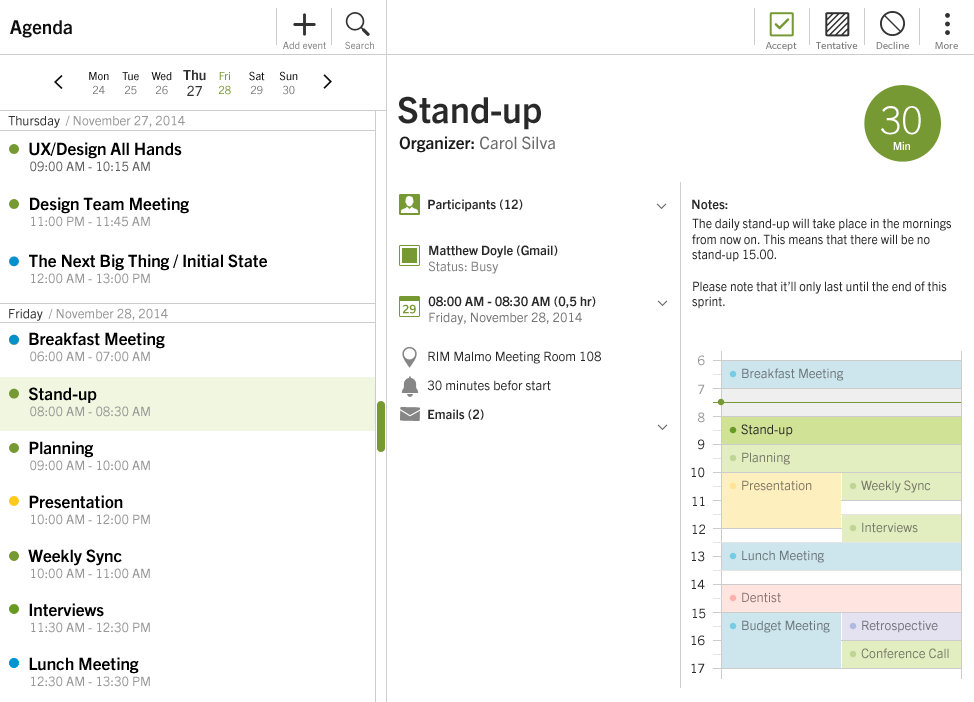 Agenda
Add event
Search
Accept
Tentative
Decline
More
Mon Tue Wed Thu Fri Sat Sun
24 25 26 27 28 29 30
Thursday / November 27, 2014
UX/Design All Hands
09:00 AM - 10:15 AM
Design Team Meeting
11:00 PM - 11:45 AM
The Next Big Thing / Initial State
12:00 AM - 13:00 PM
Friday / November 28, 2014
Breakfast Meeting
06:00 AM - 07:00 AM
Stand-up
08:00 AM - 08:30 AM
Planning
09:00 AM - 10:00 AM
Presentation
10:00 AM - 12:00 PM
Weekly Sync
10:00 AM - 11:00 AM
Interviews
11:30 AM - 12:30 PM
Lunch Meeting
12:30 AM - 13:30 PM
Stand-up
Organizer: Carol Silva
30
Min
Participants (12)
Matthew Doyle (Gmail)
Status: Busy
29
08:00 AM - 08:30 AM (0,5 hr)
Friday, November 28, 2014
RIM Malmo Meeting Room 108
30 minutes befor start
Emails (2)
Notes:
The daily stand-up will take place in the mornings
from now on. This means that there will be no
stand-up 15.00.
Please note that it'll only last until the end of this
sprint.
6
Breakfast Meeting
7
8
Stand-up
9
Planning
10
Presentation Weekly Sync
11
Interviews
12
13
Lunch Meeting
14
Dentist
15
Budget Meeting Retrospective
16
Conference Call
17